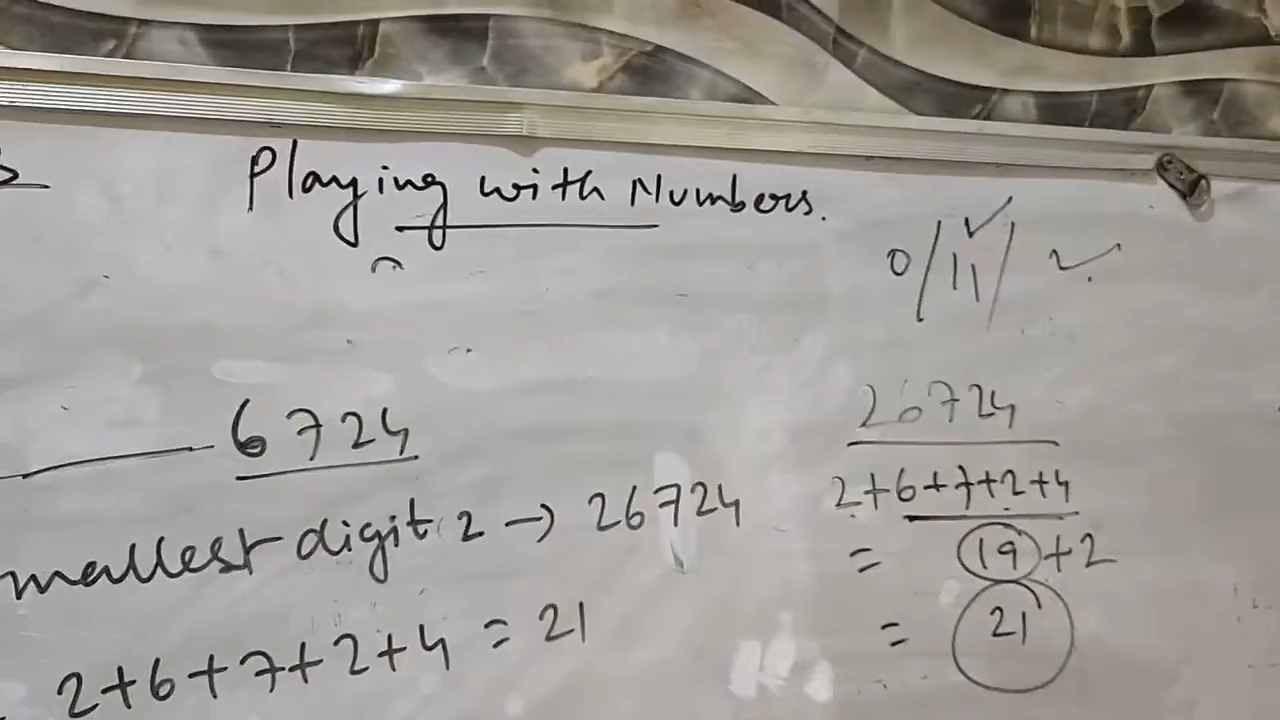 Playing with Numbers.
0/11/
6724
smallest digit 2 → 26724
2+6+7+2+4 = 21
26724
2+6+7+2+4
= 19+2
= 21